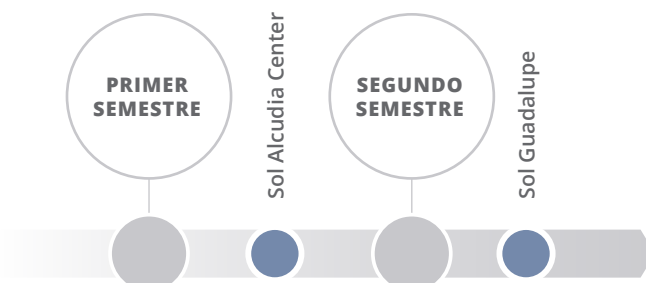 PRIMER
SEMESTRE
Sol Alcudia Center
SEGUNDO
SEMESTRE
Sol Guadalupe